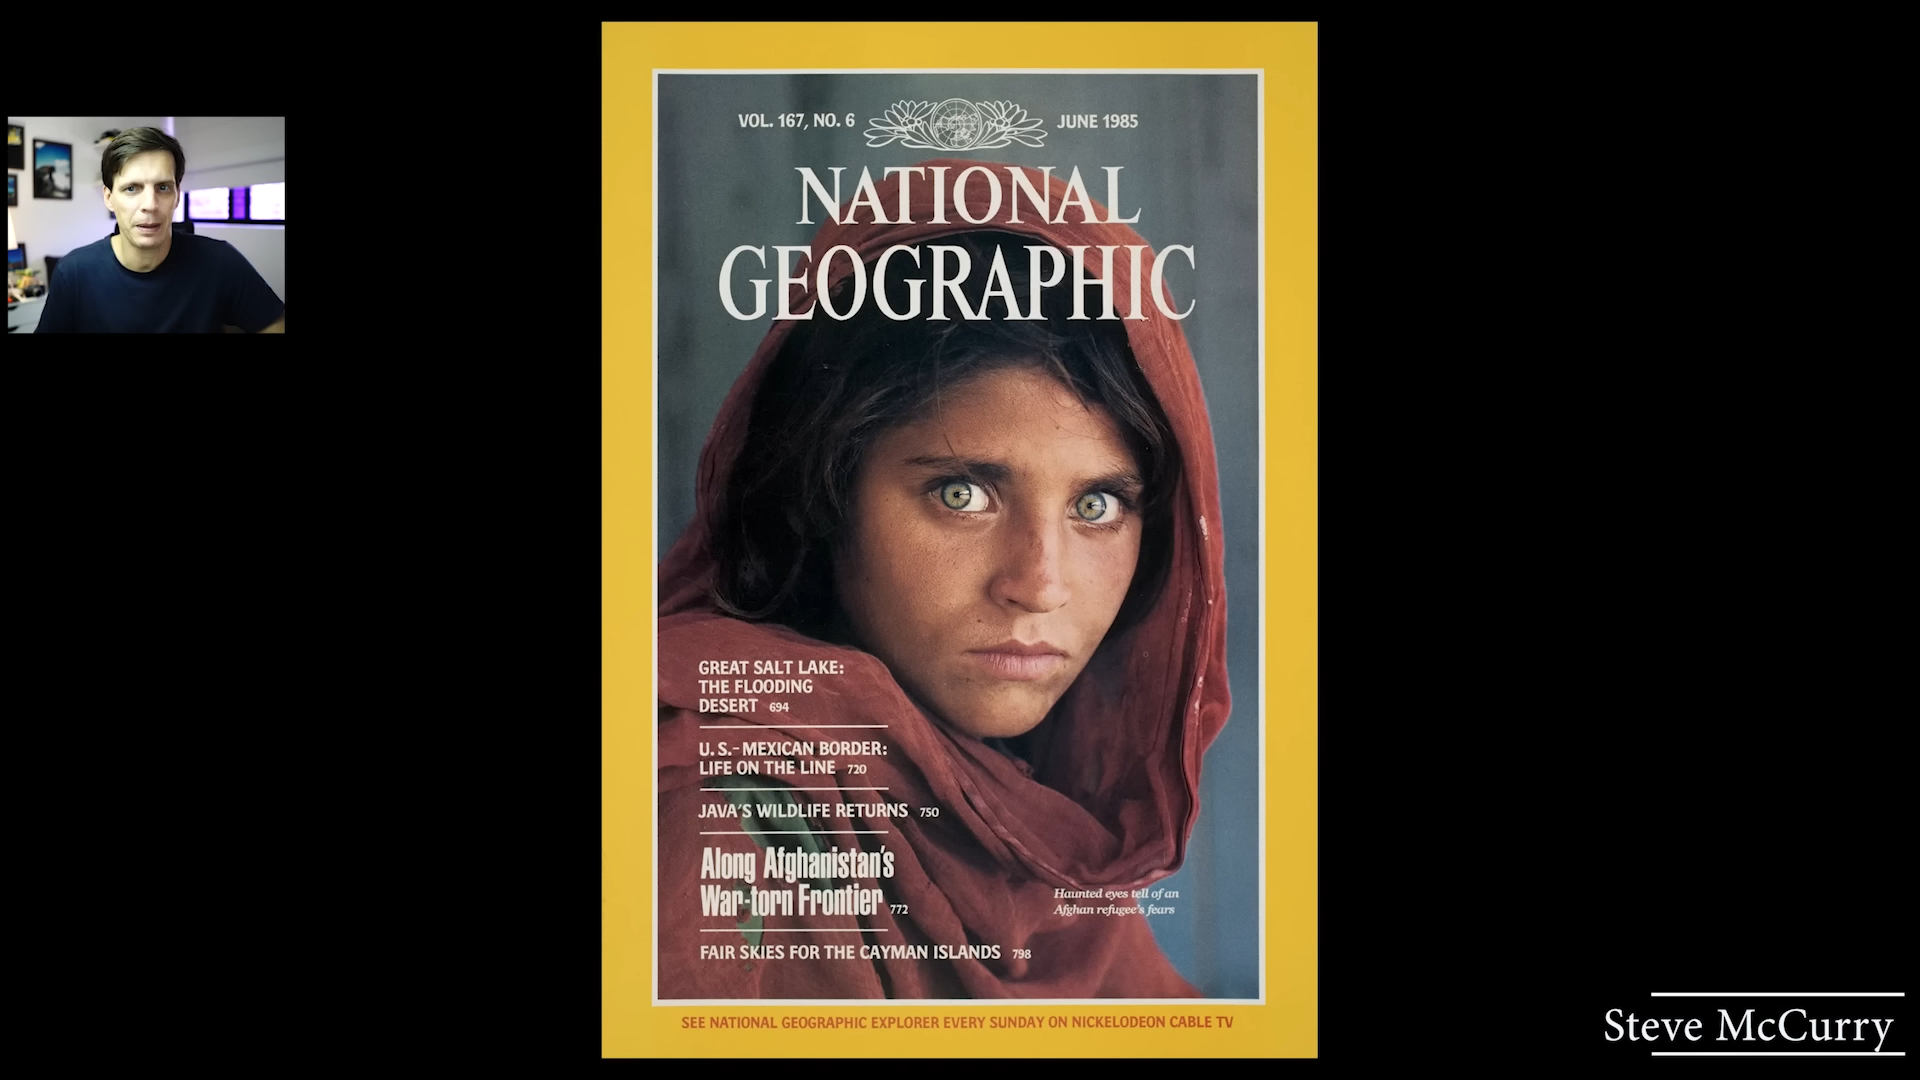 VOL. 167, NO. 6
JUNE 1985
NATIONAL
GEOGRAPHIC
GREAT SALT LAKE:
THE FLOODING
DESERT 694
U.S.-MEXICAN BORDER:
LIFE ON THE LINE 720
JAVA'S WILDLIFE RETURNS 750
Along Afghanistan's
War-torn Frontier 772
Haunted eyes tell of an
Afghan refugee's fears
FAIR SKIES FOR THE CAYMAN ISLANDS 798
SEE NATIONAL GEOGRAPHIC EXPLORER EVERY SUNDAY ON NICKELODEON CABLE TV
Steve McCurry